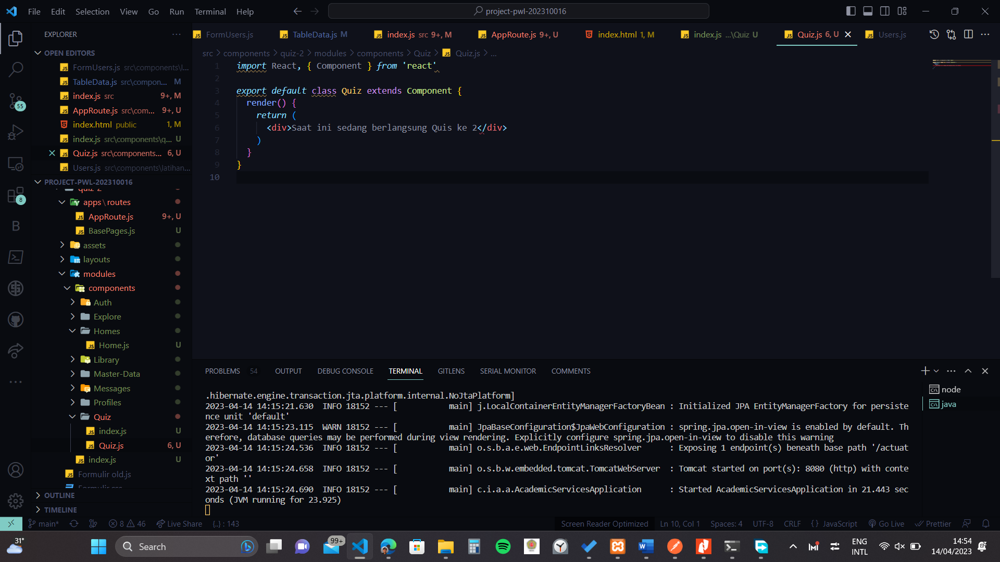 File Edit Selection View Go Run Terminal Help project-pwl-202310016
EXPLORER
OPEN EDITORS
FormUsers.js src\components\l...
TableData.js src\compon... M
index.js src 9+, M
AppRoute.js src\com... 9+, U
index.html public 1, M
index.js src\components\q... U
Quiz.js src\components... 6, U
Users.js src\components\latihan...
PROJECT-PWL-202310016
quiz-2
apps\routes
AppRoute.js 9+, U
BasePages.js U
assets
layouts
modules
components
Auth
Explore
Homes
Home.js U
Library
Master-Data
Messages
Profiles
Quiz
index.js U
Quiz.js 6, U
index.js U
Formulir old.js
Formulir.css
OUTLINE
TIMELINE
55
8
B
FormUsers.js TableData.js M index.js src 9+, M AppRoute.js 9+, U index.html 1, M index.js ...\Quiz U Quiz.js 6, U Users.js
src > components > quiz-2 > modules > components > Quiz > Quiz.js > ...
1 import React, { Component } from 'react'
2
3 export default class Quiz extends Component {
4 render() {
5 return (
6 <div>Saat ini sedang berlangsung Quis ke 2</div>
7 )
8 }
9 }
10
PROBLEMS 54 OUTPUT DEBUG CONSOLE TERMINAL GITLENS SERIAL MONITOR COMMENTS
.hibernate.engine.transaction.jta.platform.internal.NoJtaPlatform]
2023-04-14 14:15:21.630 INFO 18152 --- [ main] j.LocalContainerEntityManagerFactoryBean : Initialized JPA EntityManagerFactory for persiste
nce unit 'default'
2023-04-14 14:15:23.115 WARN 18152 --- [ main] JpaBaseConfiguration$JpaWebConfiguration : spring.jpa.open-in-view is enabled by default. Th
erefore, database queries may be performed during view rendering. Explicitly configure spring.jpa.open-in-view to disable this warning
2023-04-14 14:15:24.536 INFO 18152 --- [ main] o.s.b.a.e.web.EndpointLinksResolver : Exposing 1 endpoint(s) beneath base path '/actuat
or'
2023-04-14 14:15:24.658 INFO 18152 --- [ main] o.s.b.w.embedded.tomcat.TomcatWebServer : Tomcat started on port(s): 8080 (http) with conte
xt path ''
2023-04-14 14:15:24.690 INFO 18152 --- [ main] c.i.a.a.AcademicServicesApplication : Started AcademicServicesApplication in 21.443 sec
onds (JVM running for 23.925)
node
java
main* 8 46 Live Share {..} : 143 Screen Reader Optimized Ln 10, Col 1 Spaces: 4 UTF-8 CRLF {} JavaScript Go Live Prettier
31° Search 99+ ENG
INTL
14:54
14/04/2023